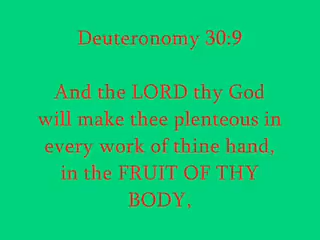 Deuteronomy 30:9
And the LORD thy God
will make thee plenteous in
every work of thine hand,
in the FRUIT OF THY
BODY,